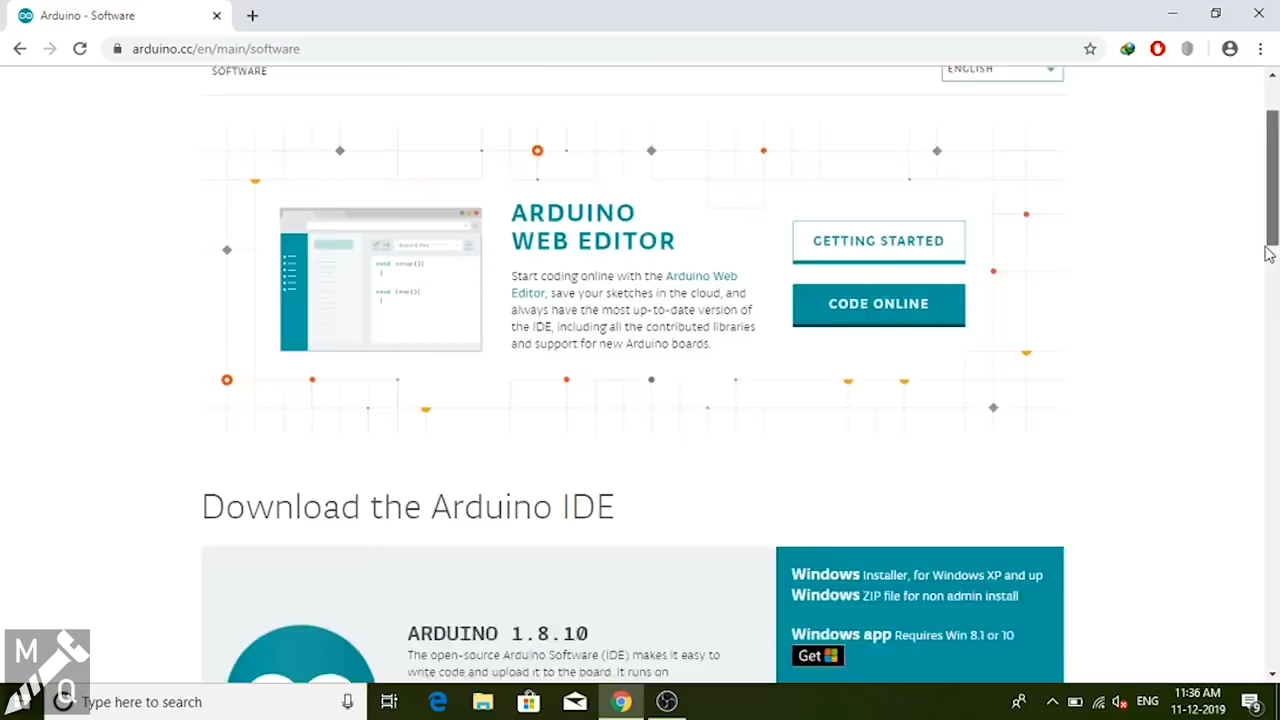 Arduino - Software
arduino.cc/en/main/software
SOFTWARE
ENGLISH
ARDUINO
WEB EDITOR
Start coding online with the Arduino Web
Editor, save your sketches in the cloud, and
always have the most up-to-date version of
the IDE, including all the contributed libraries
and support for new Arduino boards.
GETTING STARTED
CODE ONLINE
Download the Arduino IDE
ARDUINO 1.8.10
The open-source Arduino Software (IDE) makes it easy to
write code and upload it to the board. It runs on
Windows Installer, for Windows XP and up
Windows ZIP file for non admin install
Windows app Requires Win 8.1 or 10
Get
M
Q
Type here to search
ENG
11:36 AM
11-12-2019
9